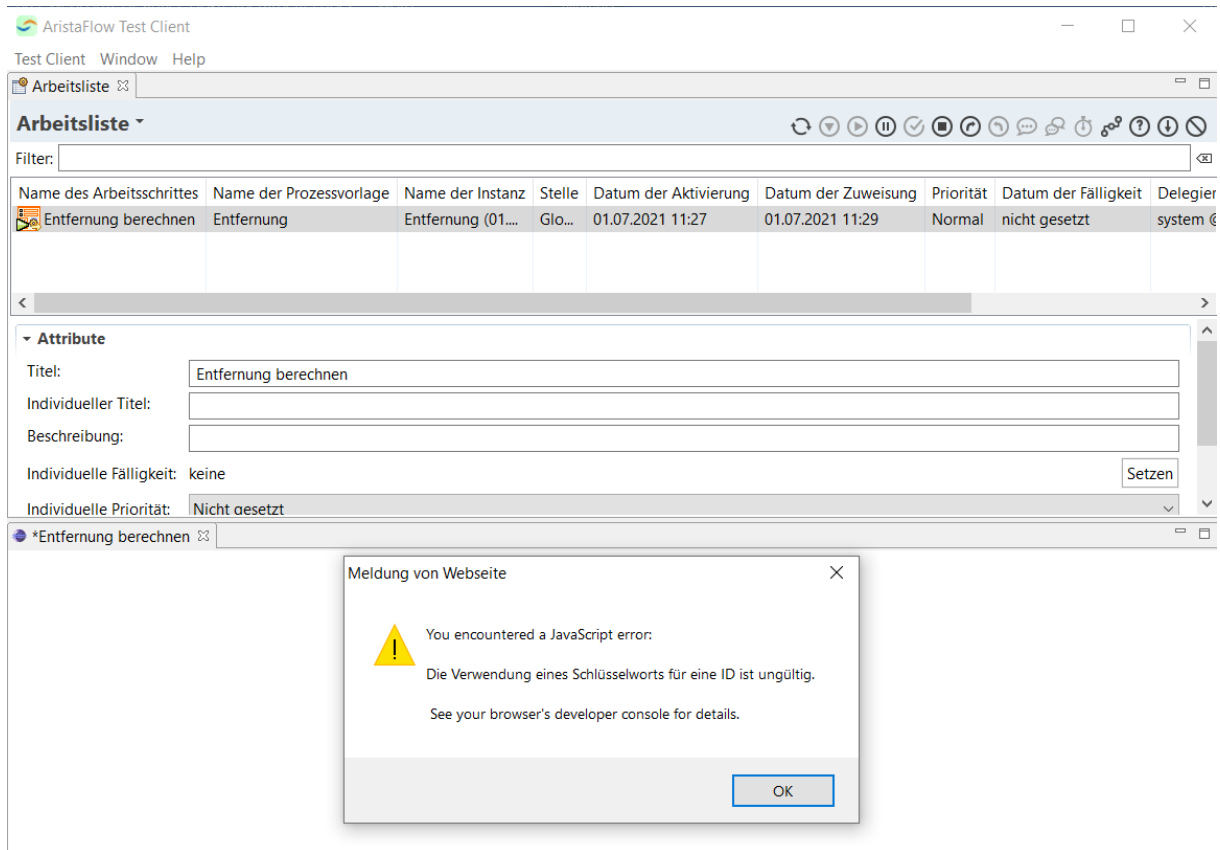 AristaFlow Test Client
Test Client Window Help
Arbeitsliste
Arbeitsliste
Filter:
Name des Arbeitsschrittes Name der Prozessvorlage Name der Instanz Stelle Datum der Aktivierung Datum der Zuweisung Priorität Datum der Fälligkeit Delegier
Entfernung berechnen Entfernung Entfernung (01.... Glo... 01.07.2021 11:27 01.07.2021 11:29 Normal nicht gesetzt system @
Attribute
Titel: Entfernung berechnen
Individueller Titel:
Beschreibung:
Individuelle Fälligkeit: keine Setzen
Individuelle Priorität: Nicht gesetzt
*Entfernung berechnen
Meldung von Webseite
You encountered a JavaScript error:
Die Verwendung eines Schlüsselworts für eine ID ist ungültig.
See your browser's developer console for details.
OK